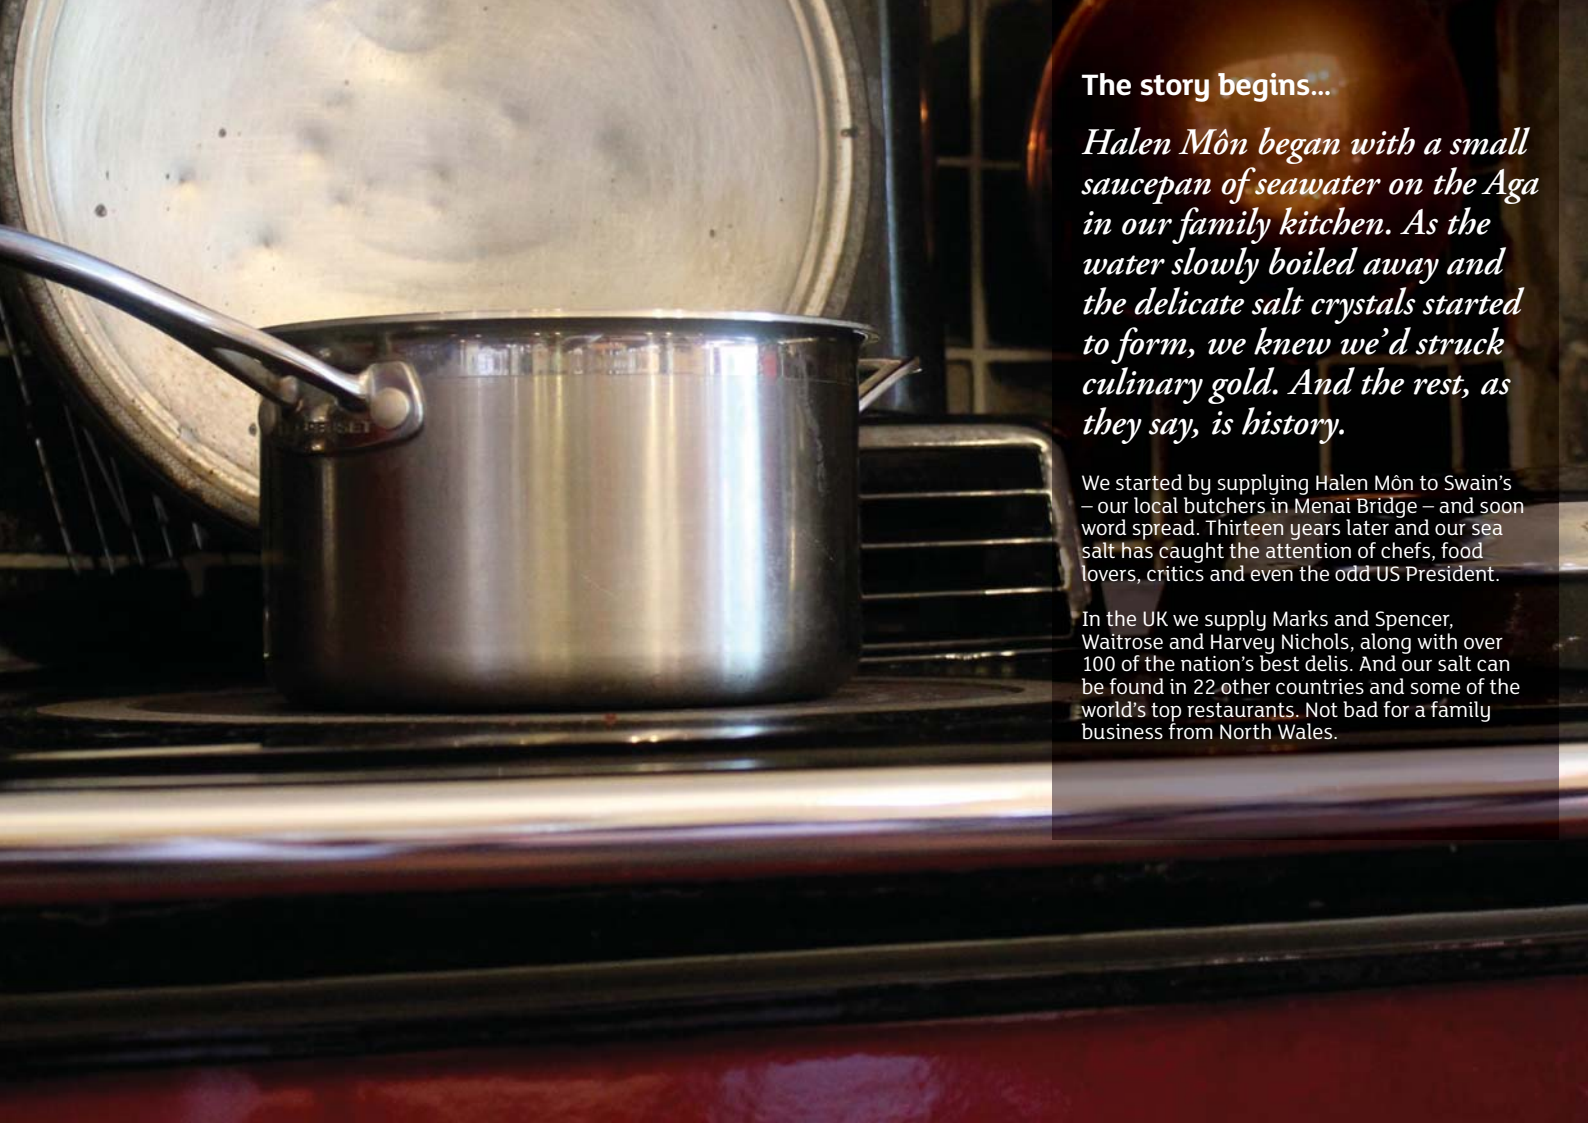 The story begins...
Halen Môn began with a small
saucepan of seawater on the Aga
in our family kitchen. As the
water slowly boiled away and
the delicate salt crystals started
to form, we knew we’d struck
culinary gold. And the rest, as
they say, is history.
We started by supplying Halen Môn to Swain’s
– our local butchers in Menai Bridge – and soon
word spread. Thirteen years later and our sea
salt has caught the attention of chefs, food
lovers, critics and even the odd US President.
In the UK we supply Marks and Spencer,
Waitrose and Harvey Nichols, along with over
100 of the nation’s best delis. And our salt can
be found in 22 other countries and some of the
world’s top restaurants. Not bad for a family
business from North Wales.